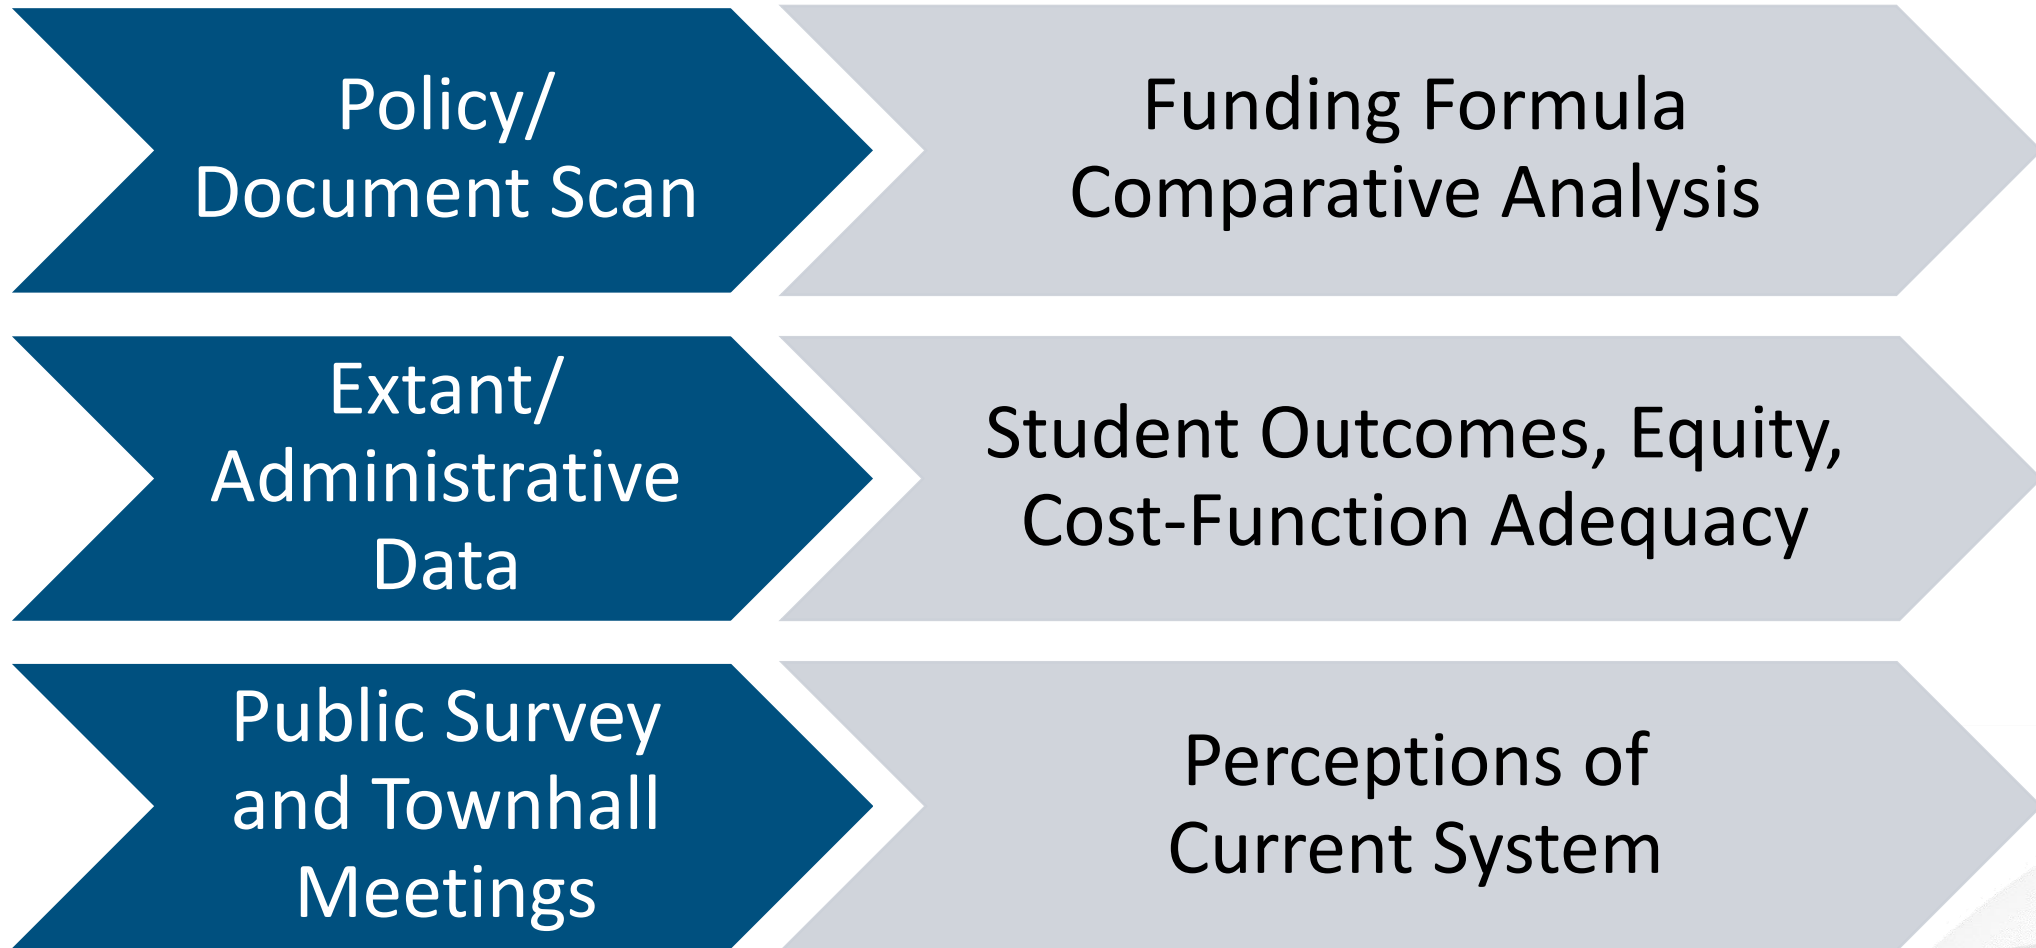 Policy/
Document Scan
Funding Formula
Comparative Analysis
Extant/
Administrative
Data
Student Outcomes, Equity,
Cost-Function Adequacy
Public Survey
and Townhall
Meetings
Perceptions of
Current System